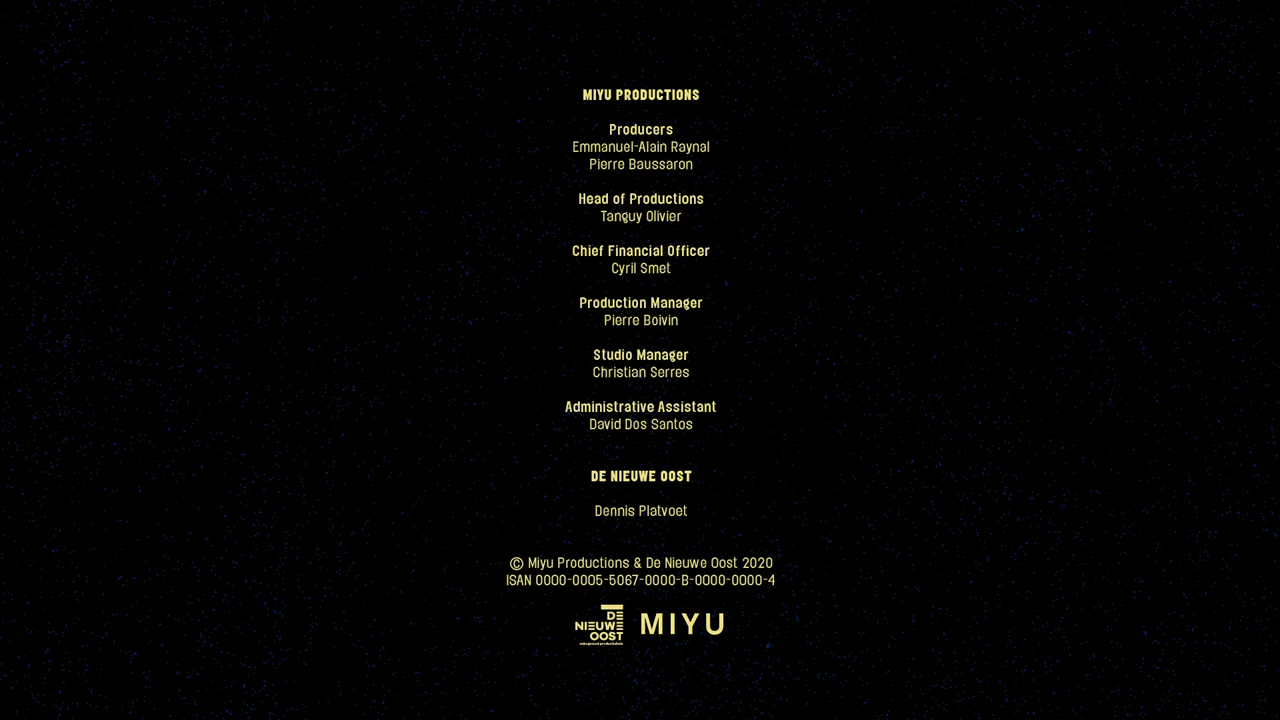 MIYU PRODUCTIONS
Producers
Emmanuel-Alain Raynal
Pierre Baussaron
Head of Productions
Tanguy Olivier
Chief Financial Officer
Cyril Smet
Production Manager
Pierre Boivin
Studio Manager
Christian Serres
Administrative Assistant
David Dos Santos
DE NIEUWE OOST
Dennis Platvoet
© Miyu Productions & De Nieuwe Oost 2020
ISAN 0000-0005-5067-0000-B-0000-0000-4
DE
NIEUWE
OOST
MIYU